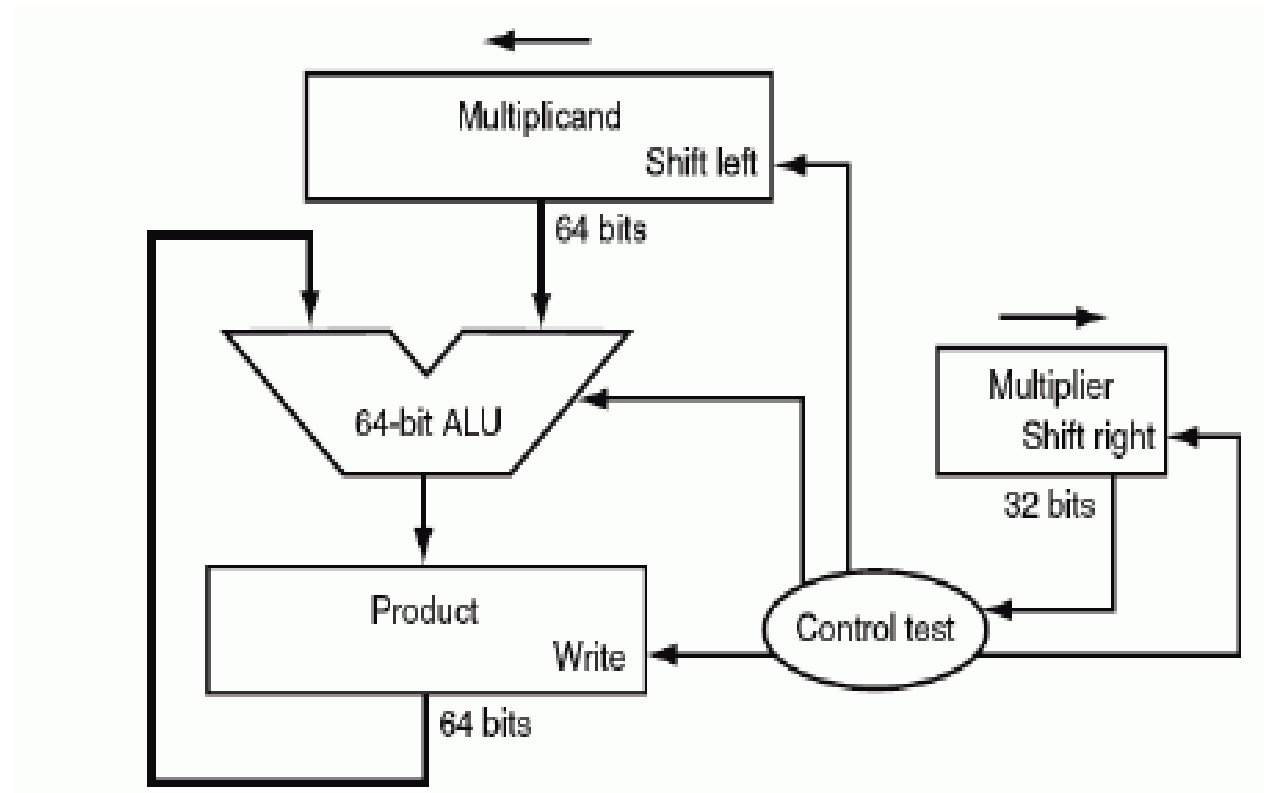 Multiplicand
Shift left
64 bits
64-bit ALU
Multiplier
Shift right
32 bits
Product
Write
Control test
64 bits